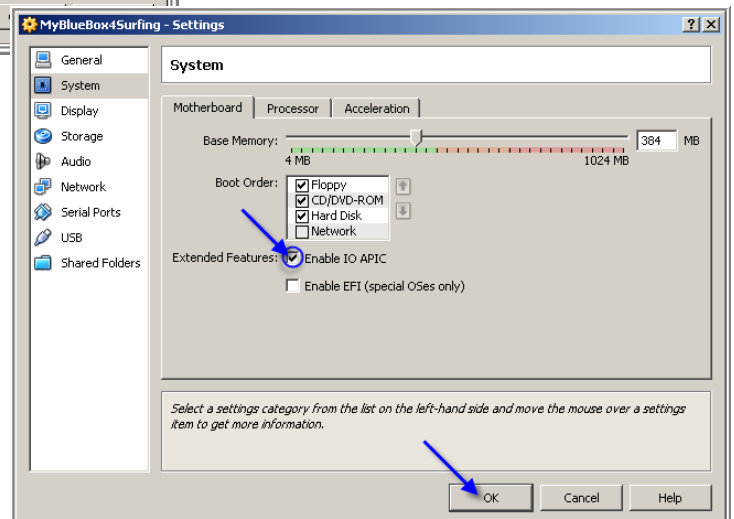 MyBlueBox4Surfing - Settings
General
System
Display
Storage
Audio
Network
Serial Ports
USB
Shared Folders
System
Motherboard Processor Acceleration
Base Memory: 384 MB
4 MB 1024 MB
Boot Order: Floppy
CD/DVD-ROM
Hard Disk
Network
Extended Features: Enable IO APIC
Enable EFI (special OSes only)
Select a settings category from the list on the left-hand side and move the mouse over a settings
item to get more information.
OK Cancel Help